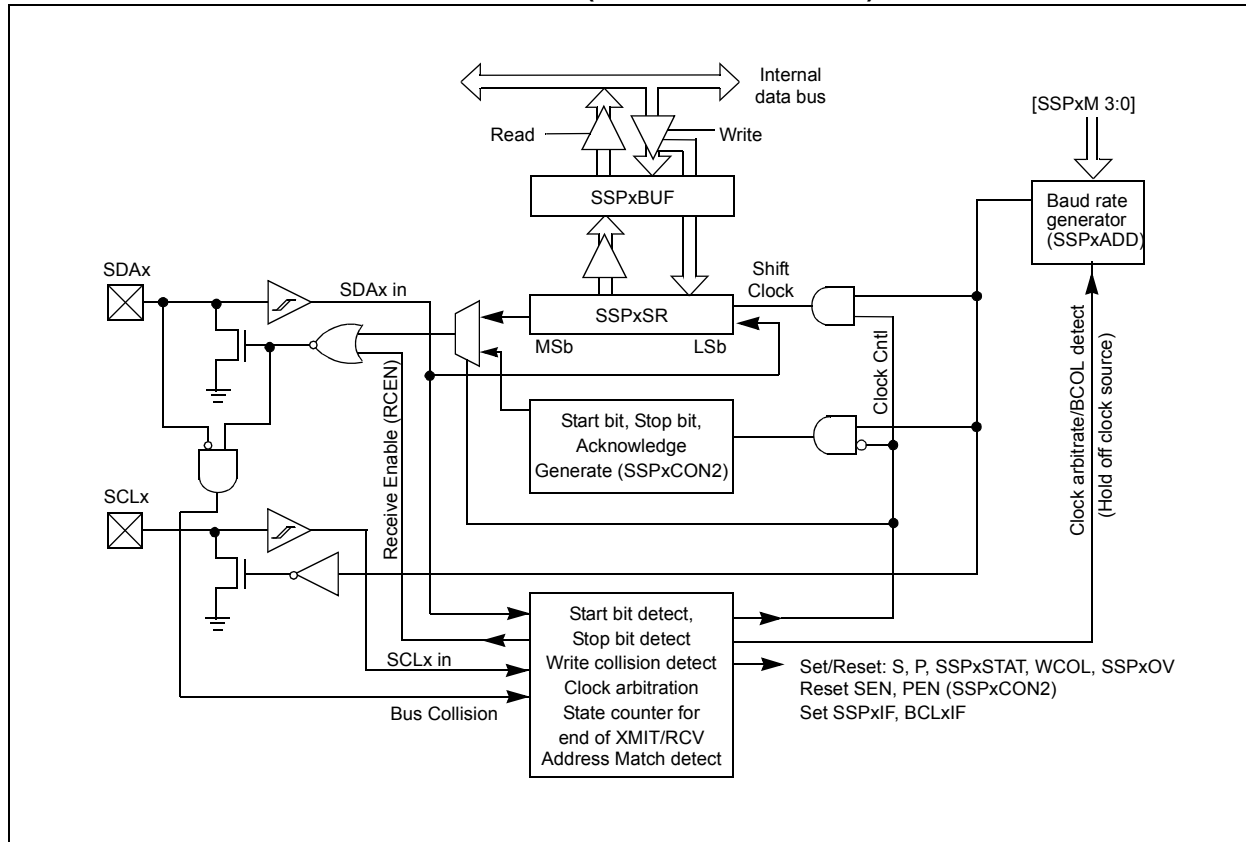 Internal
data bus
[SSPxM 3:0]
Read
Write
SSPxBUF
Baud rate
generator
(SSPxADD)
SDAx
SDAx in
Shift
Clock
SSPxSR
MSb
LSb
Clock Cntl
Clock arbitrate/BCOL detect
(Hold off clock source)
Receive Enable (RCEN)
Start bit, Stop bit,
Acknowledge
Generate (SSPxCON2)
SCLx
SCLx in
Bus Collision
Start bit detect,
Stop bit detect
Write collision detect
Clock arbitration
State counter for
end of XMIT/RCV
Address Match detect
Set/Reset: S, P, SSPxSTAT, WCOL, SSPxOV
Reset SEN, PEN (SSPxCON2)
Set SSPxIF, BCLxIF